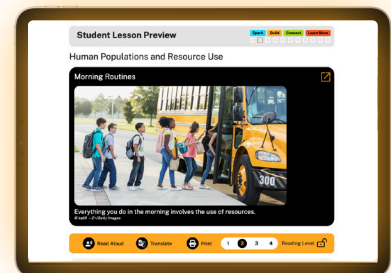 Student Lesson Preview
Spark Build Connect Learn More
Human Populations and Resource Use
Morning Routines
300
Everything you do in the morning involves the use of resources.
Read Aloud Translate Print 1 2 3 4 Reading Level